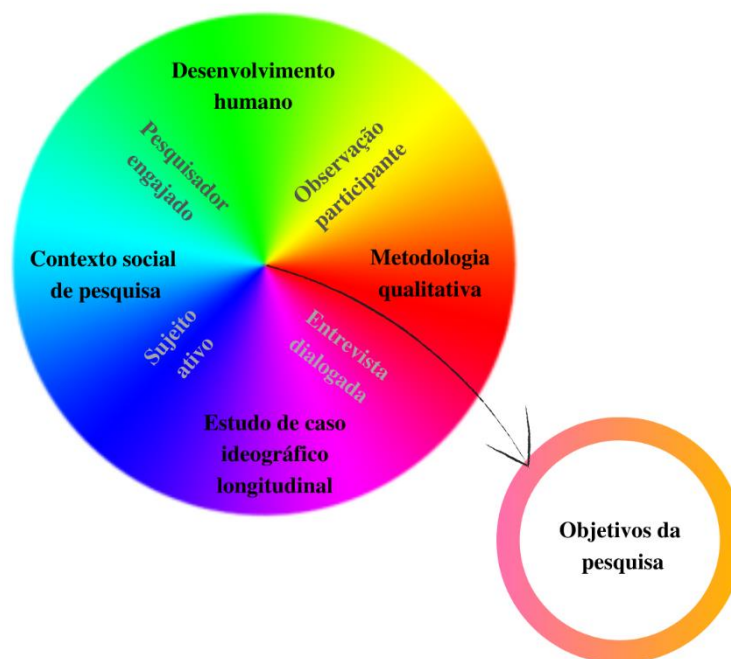 Desenvolvimento
humano
Pesquisador
engajado
Observação
participante
Contexto social
de pesquisa
Metodologia
qualitativa
Sujeito
ativo
Entrevista
dialogada
Estudo de caso
ideográfico
longitudinal
Objetivos da
pesquisa